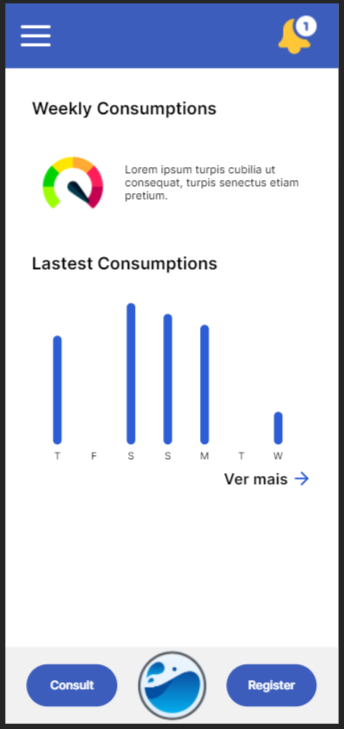 1
Weekly Consumptions
Lorem ipsum turpis cubilia ut
consequat, turpis senectus etiam
pretium.
Lastest Consumptions
T F S S M T W
Ver mais
Consult Register